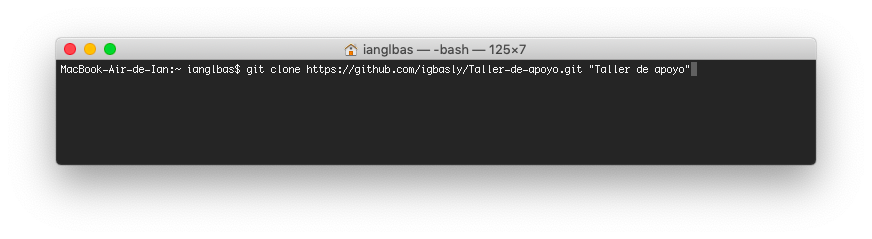 ianglbas — -bash — 125×7
MacBook-Air-de-Ian:~ ianglbas$ git clone https://github.com/igbasly/Taller-de-apoyo.git "Taller de apoyo"